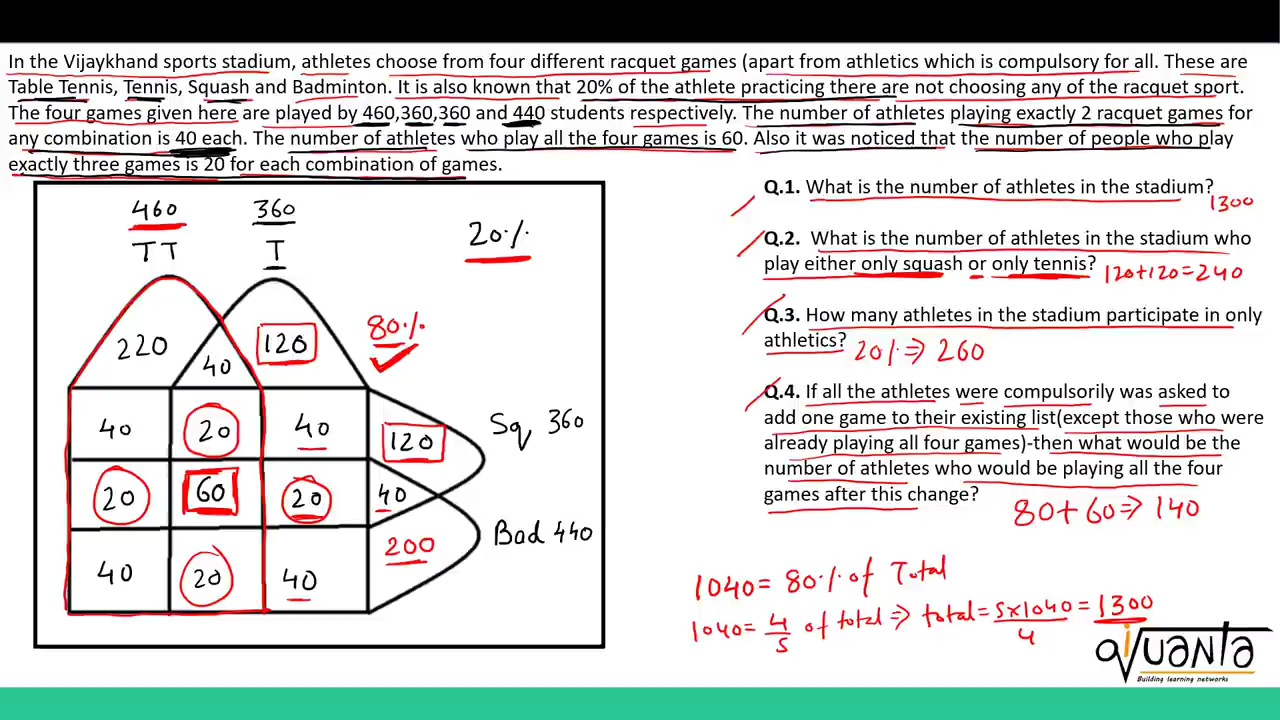 In the Vijaykhand sports stadium, athletes choose from four different racquet games (apart from athletics which is compulsory for all. These are
Table Tennis, Tennis, Squash and Badminton. It is also known that 20% of the athlete practicing there are not choosing any of the racquet sport.
The four games given here are played by 460,360,360 and 440 students respectively. The number of athletes playing exactly 2 racquet games for
any combination is 40 each. The number of athletes who play all the four games is 60. Also it was noticed that the number of people who play
exactly three games is 20 for each combination of games.
460 360
TT T
20%
220 40 120
80%
40 20 40 120
Sq 360
20 60 20 40
40 20 40 200
Bad 440
Q.1. What is the number of athletes in the stadium?
1300
Q.2. What is the number of athletes in the stadium who
play either only squash or only tennis? 120+120=240
Q.3. How many athletes in the stadium participate in only
athletics? 20% ⇒ 260
Q.4. If all the athletes were compulsorily was asked to
add one game to their existing list(except those who were
already playing all four games)-then what would be the
number of athletes who would be playing all the four
games after this change? 80+60 ⇒ 140
1040 = 80% of Total
1040 = 4/5 of total ⇒ total = 5x1040/4 = 1300
qVuanta
Building learning networks